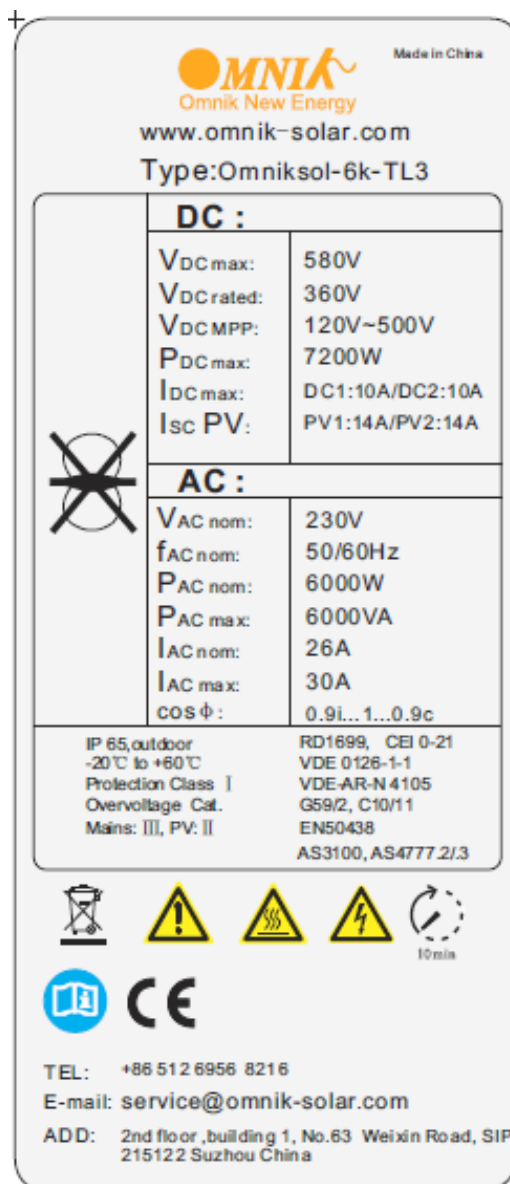 Made in China
OMNIK
Omnik New Energy
www.omnik-solar.com
Type:Omniksol-6k-TL3
DC :
VDC max: 580V
VDC rated: 360V
VDC MPP: 120V~500V
PDC max: 7200W
IDC max: DC1:10A/DC2:10A
Isc PV: PV1:14A/PV2:14A
AC :
VAC nom: 230V
fAC nom: 50/60Hz
PAC nom: 6000W
PAC max: 6000VA
IAC nom: 26A
IAC max: 30A
cosφ: 0.9i...1...0.9c
IP 65,outdoor RD1699, CEI 0-21
-20℃ to +60℃ VDE 0126-1-1
Protection Class Ⅰ VDE-AR-N 4105
Overvoltage Cat. G59/2, C10/11
Mains: Ⅲ, PV: Ⅱ EN50438
AS3100, AS4777.2/.3
10min
CE
TEL: +86 512 6956 8216
E-mail: service@omnik-solar.com
ADD: 2nd floor ,building 1, No.63 Weixin Road, SIP
215122 Suzhou China